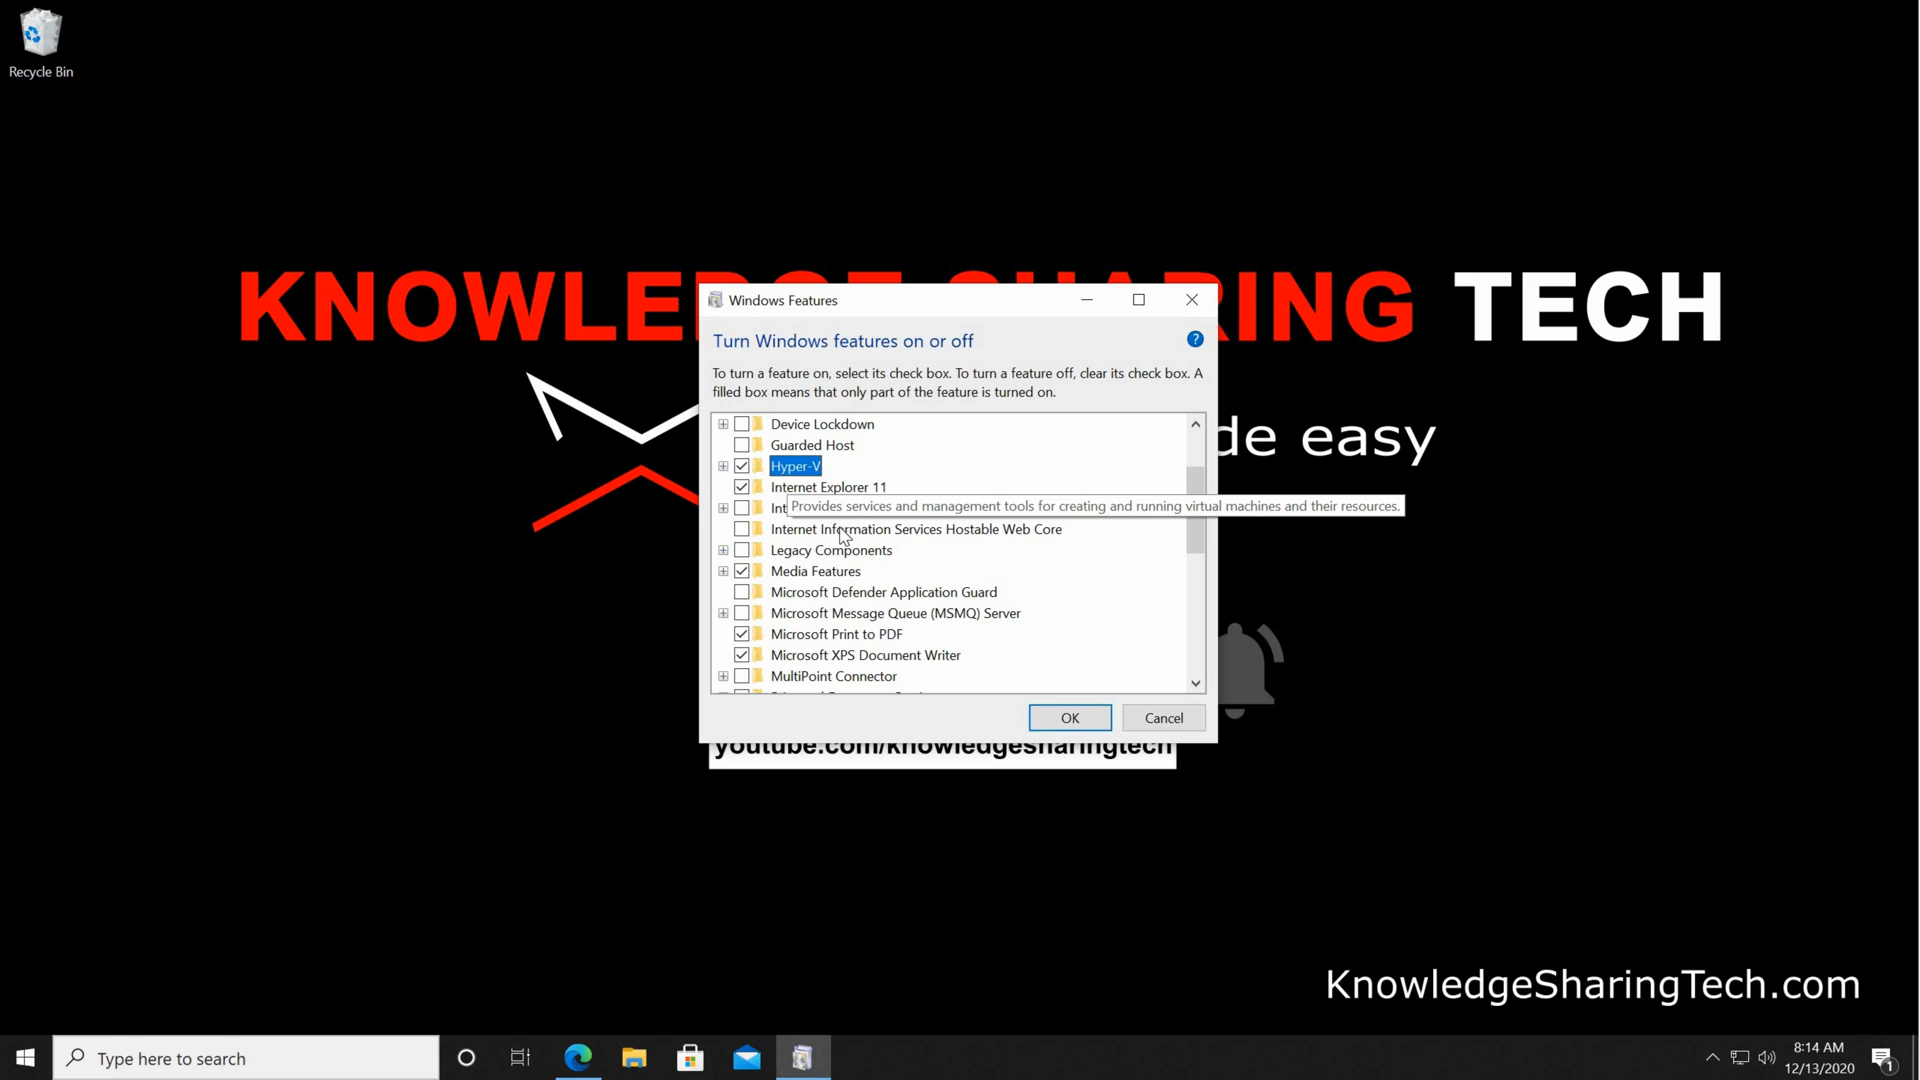 Recycle Bin
KNOWLE SHARING TECH
Windows Features
Turn Windows features on or off
To turn a feature on, select its check box. To turn a feature off, clear its check box. A
filled box means that only part of the feature is turned on.
Device Lockdown
Guarded Host
de easy
Hyper-V
Internet Explorer 11
Int
Provides services and management tools for creating and running virtual machines and their resources.
Internet Information Services Hostable Web Core
Legacy Components
Media Features
Microsoft Defender Application Guard
Microsoft Message Queue (MSMQ) Server
Microsoft Print to PDF
Microsoft XPS Document Writer
MultiPoint Connector
OK
Cancel
youtube.com/knowledgesharingtech
KnowledgeSharingTech.com
Type here to search
8:14 AM
12/13/2020
1